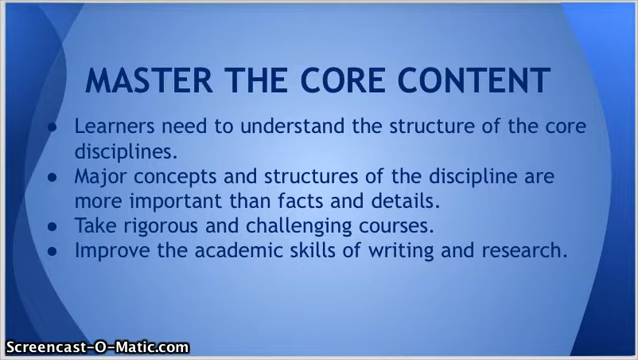 MASTER THE CORE CONTENT
● Learners need to understand the structure of the core
disciplines.
● Major concepts and structures of the discipline are
more important than facts and details.
● Take rigorous and challenging courses.
● Improve the academic skills of writing and research.
Screencast-O-Matic.com